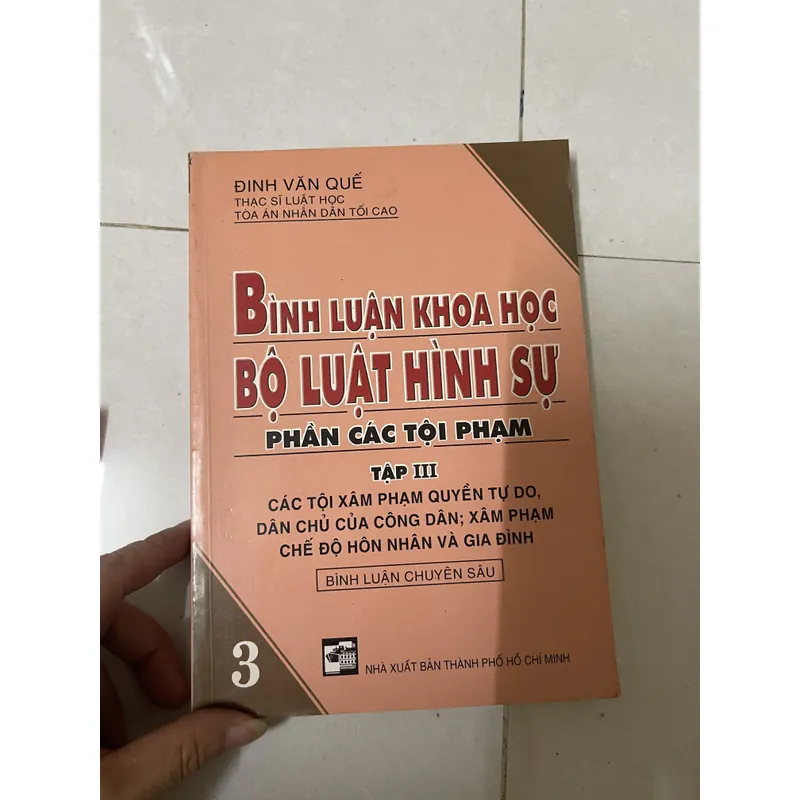 ĐINH VĂN QUẾ
THẠC SĨ LUẬT HỌC
TÒA ÁN NHÂN DÂN TỐI CAO
BÌNH LUẬN KHOA HỌC
BỘ LUẬT HÌNH SỰ
PHẦN CÁC TỘI PHẠM
TẬP III
CÁC TỘI XÂM PHẠM QUYỀN TỰ DO,
DÂN CHỦ CỦA CÔNG DÂN; XÂM PHẠM
CHẾ ĐỘ HÔN NHÂN VÀ GIA ĐÌNH
BÌNH LUẬN CHUYÊN SÂU
3
NHÀ XUẤT BẢN THÀNH PHỐ HỒ CHÍ MINH